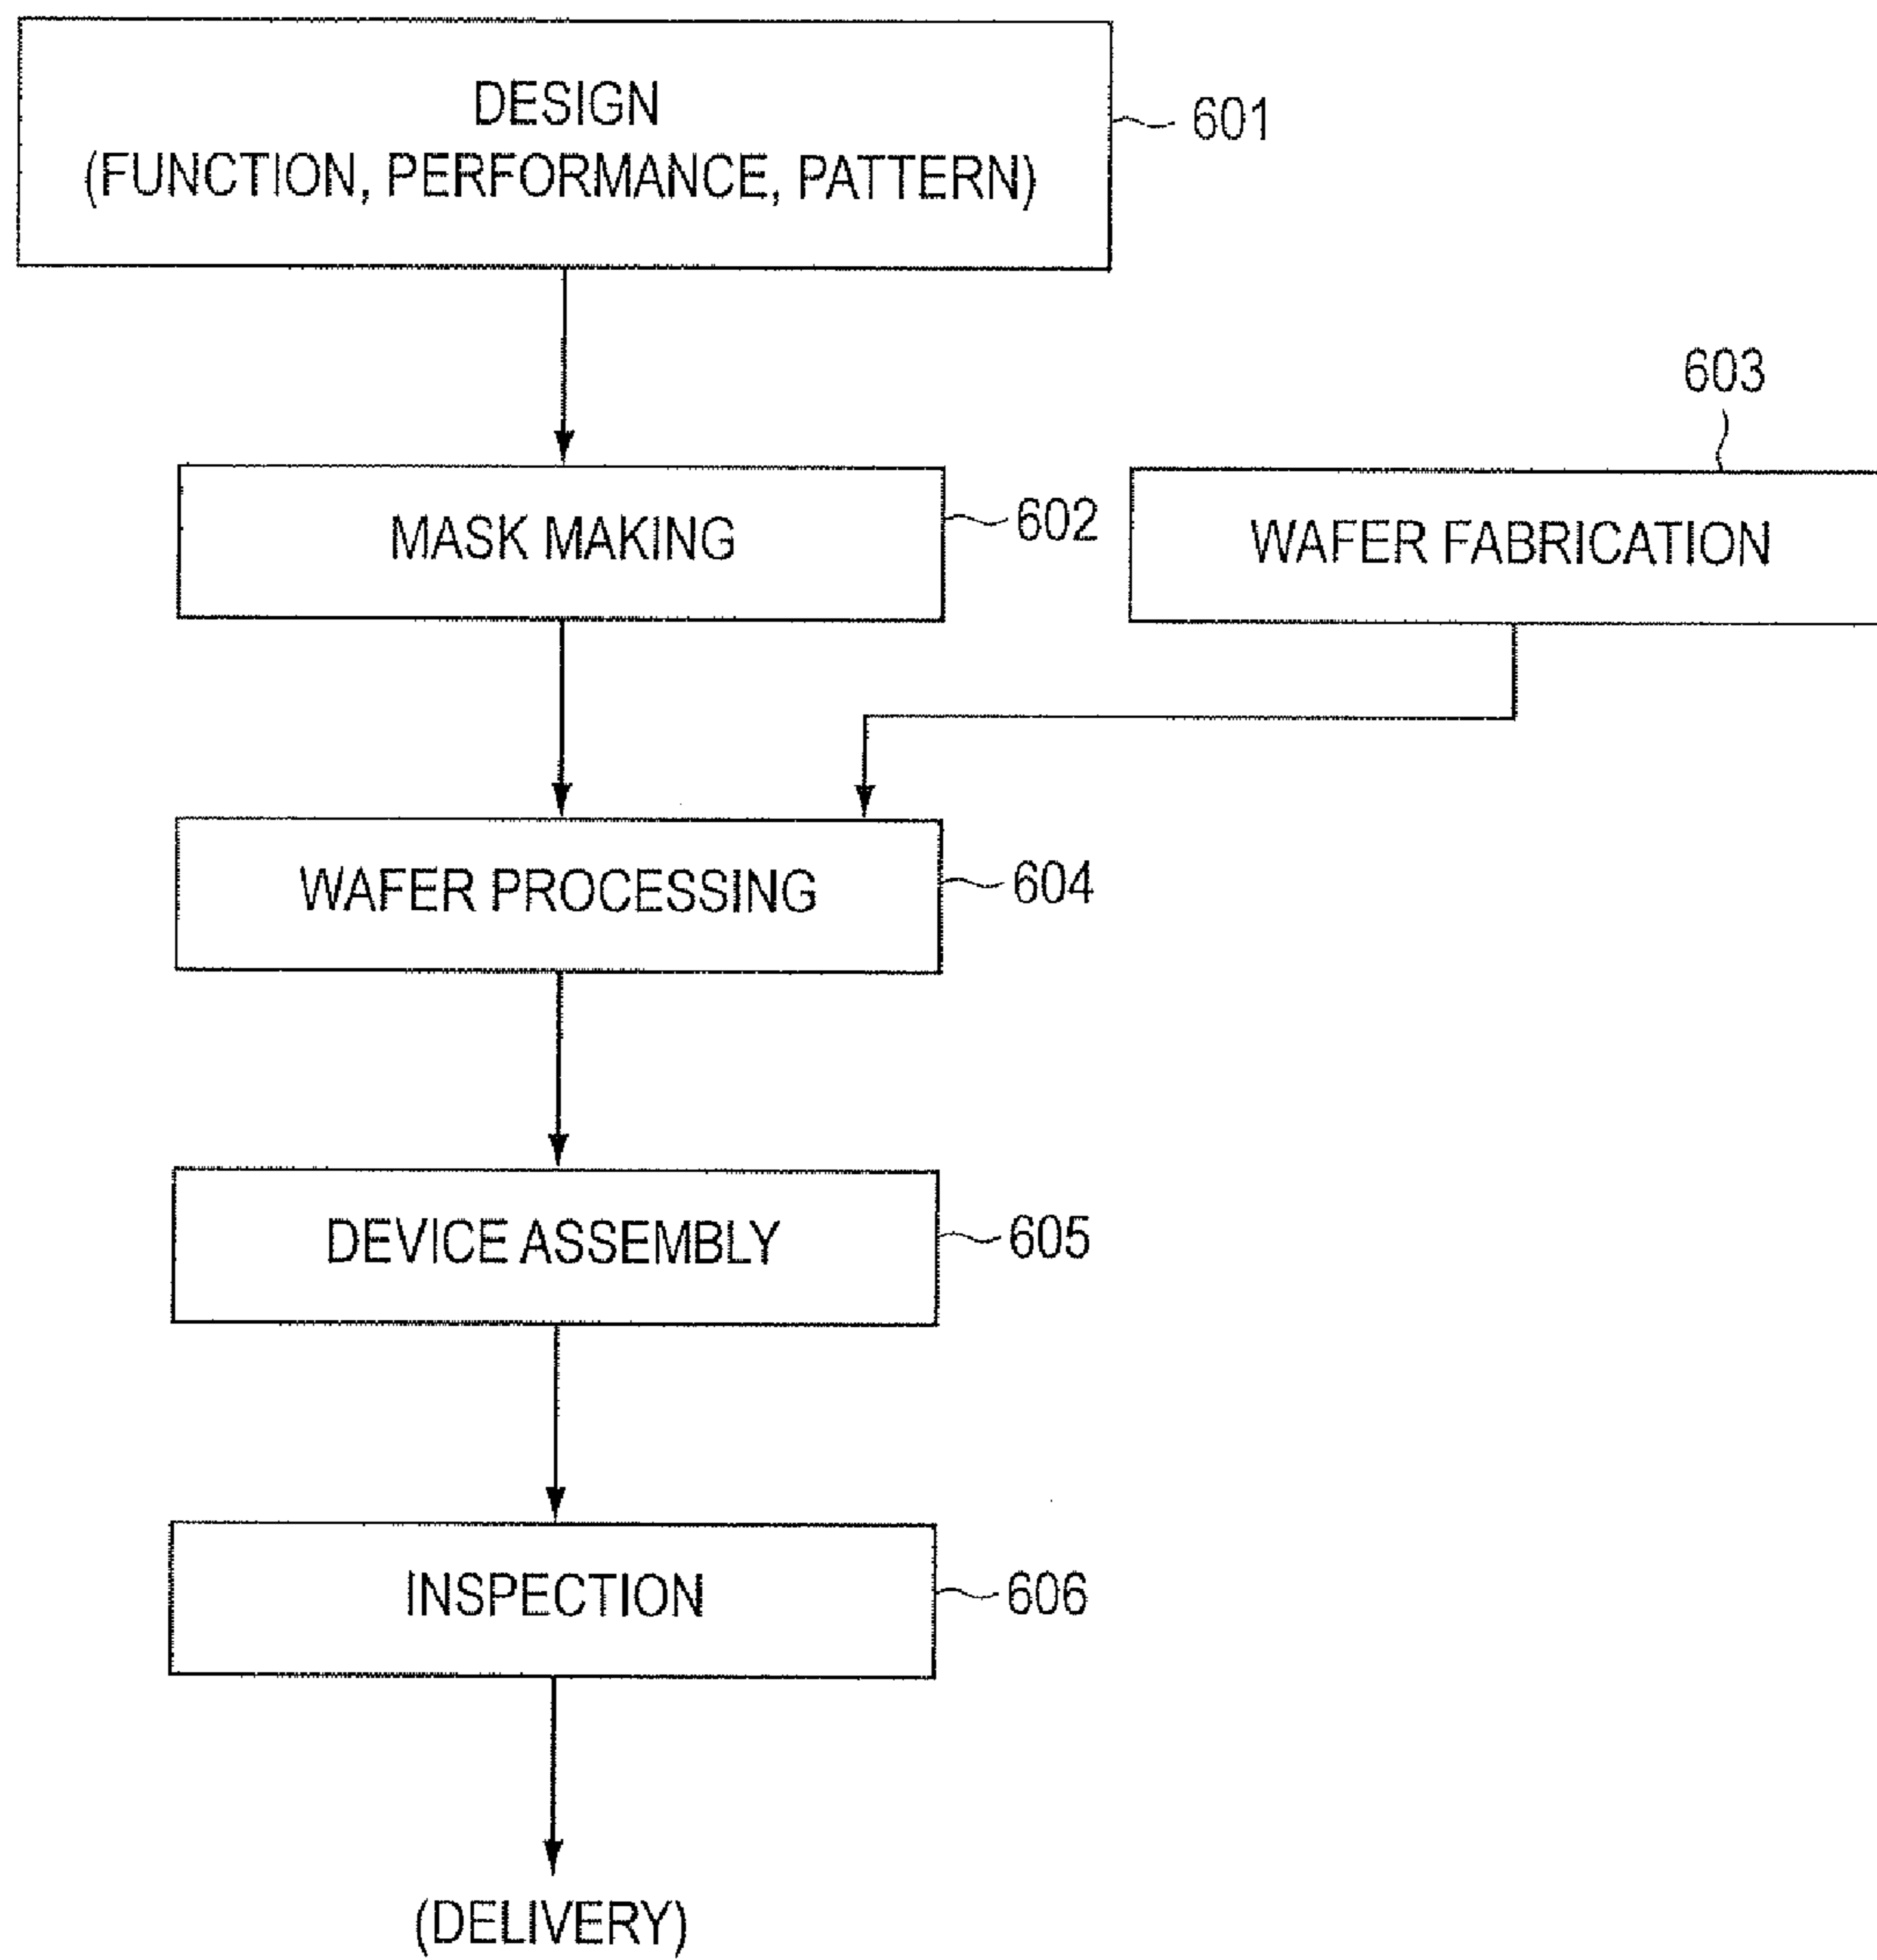 DESIGN
(FUNCTION, PERFORMANCE, PATTERN)
601
603
MASK MAKING
602
WAFER FABRICATION
WAFER PROCESSING
604
DEVICE ASSEMBLY
605
INSPECTION
606
(DELIVERY)